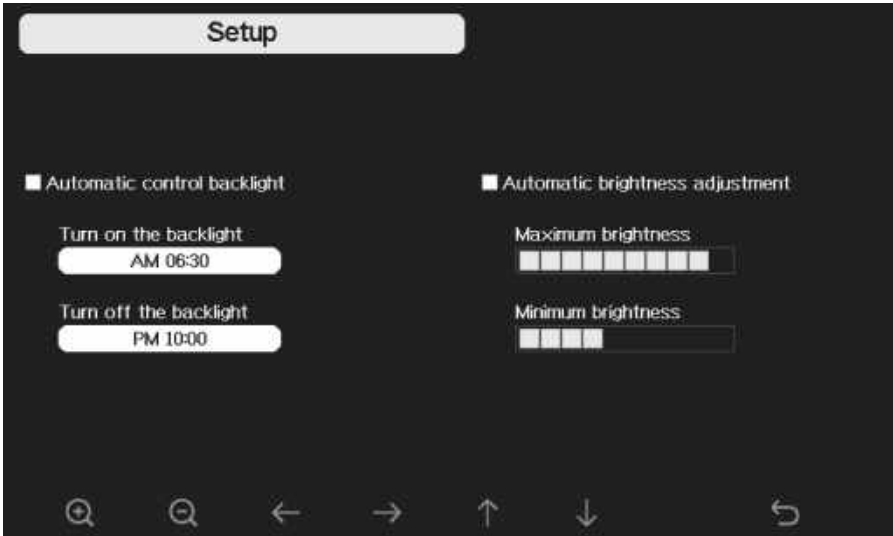 Setup
Automatic control backlight
Turn on the backlight
AM 06:30
Turn off the backlight
PM 10:00
Automatic brightness adjustment
Maximum brightness
Minimum brightness